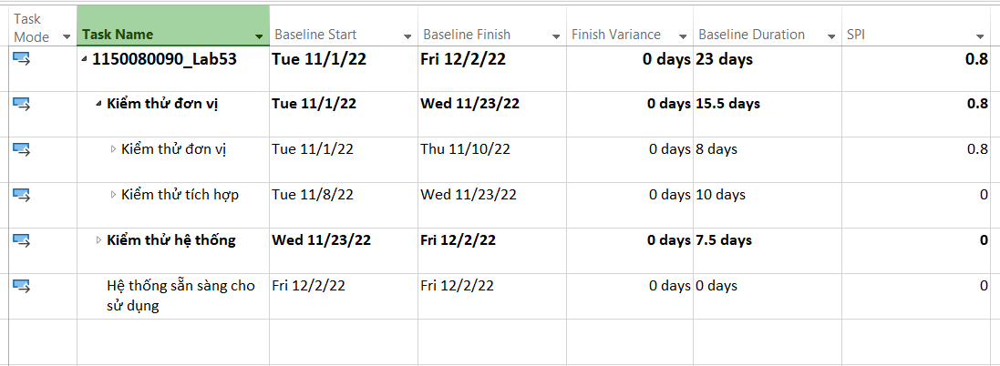 Task Mode Task Name Baseline Start Baseline Finish Finish Variance Baseline Duration SPI
1150080090_Lab53 Tue 11/1/22 Fri 12/2/22 0 days 23 days 0.8
Kiểm thử đơn vị Tue 11/1/22 Wed 11/23/22 0 days 15.5 days 0.8
Kiểm thử đơn vị Tue 11/1/22 Thu 11/10/22 0 days 8 days 0.8
Kiểm thử tích hợp Tue 11/8/22 Wed 11/23/22 0 days 10 days 0
Kiểm thử hệ thống Wed 11/23/22 Fri 12/2/22 0 days 7.5 days 0
Hệ thống sẵn sàng cho Fri 12/2/22 Fri 12/2/22 0 days 0 days 0
sử dụng